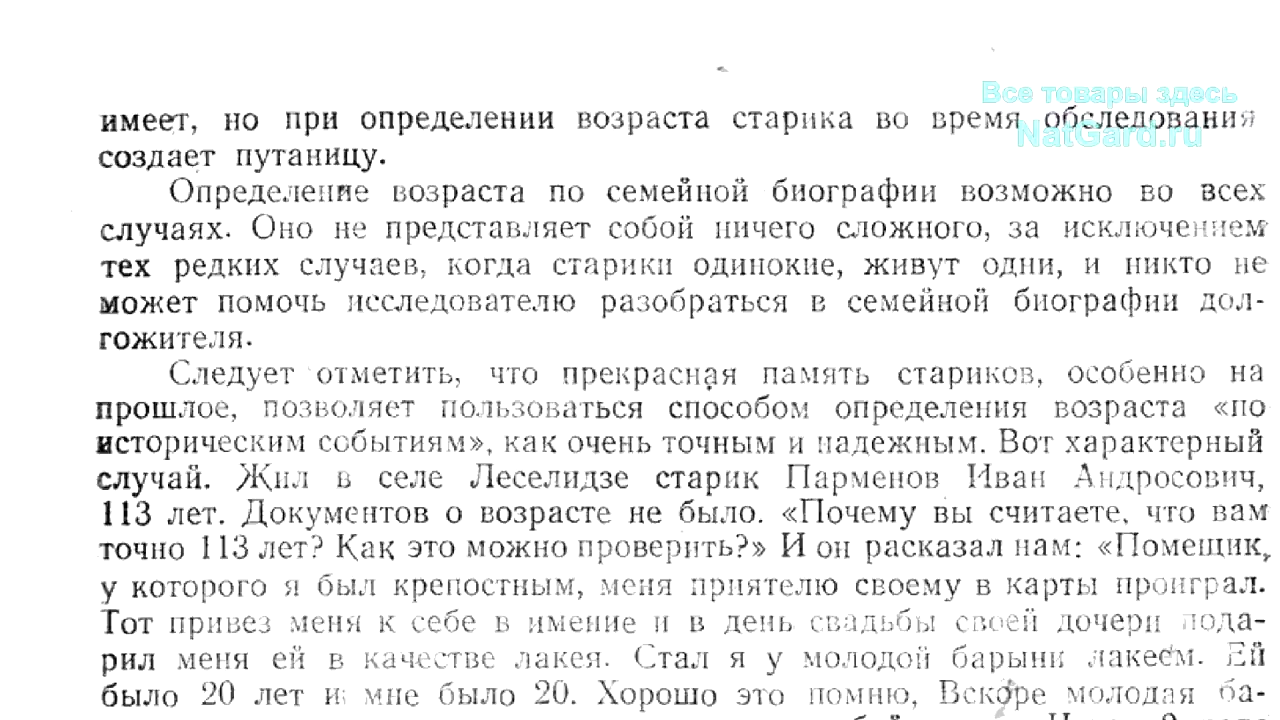 Все товары здесь
NatGard.ru
имеет, но при определении возраста старика во время обследования
создает путаницу.
Определение возраста по семейной биографии возможно во всех
случаях. Оно не представляет собой ничего сложного, за исключением
тех редких случаев, когда старики одинокие, живут одни, и никто не
может помочь исследователю разобраться в семейной биографии дол-
гожителя.
Следует отметить, что прекрасная память стариков, особенно на
прошлое, позволяет пользоваться способом определения возраста «по
историческим событиям», как очень точным и надежным. Вот характерный
случай. Жил в селе Леселидзе старик Парменов Иван Андросович,
113 лет. Документов о возрасте не было. «Почему вы считаете, что вам
точно 113 лет? Как это можно проверить?» И он рассказал нам: «Помещик,
у которого я был крепостным, меня приятелю своему в карты проиграл.
Тот привез меня к себе в имение и в день свадьбы своей дочери пода-
рил меня ей в качестве лакея. Стал я у молодой барыни лакеем. Ей
было 20 лет и мне было 20. Хорошо это помню, Вскоре молодая ба-